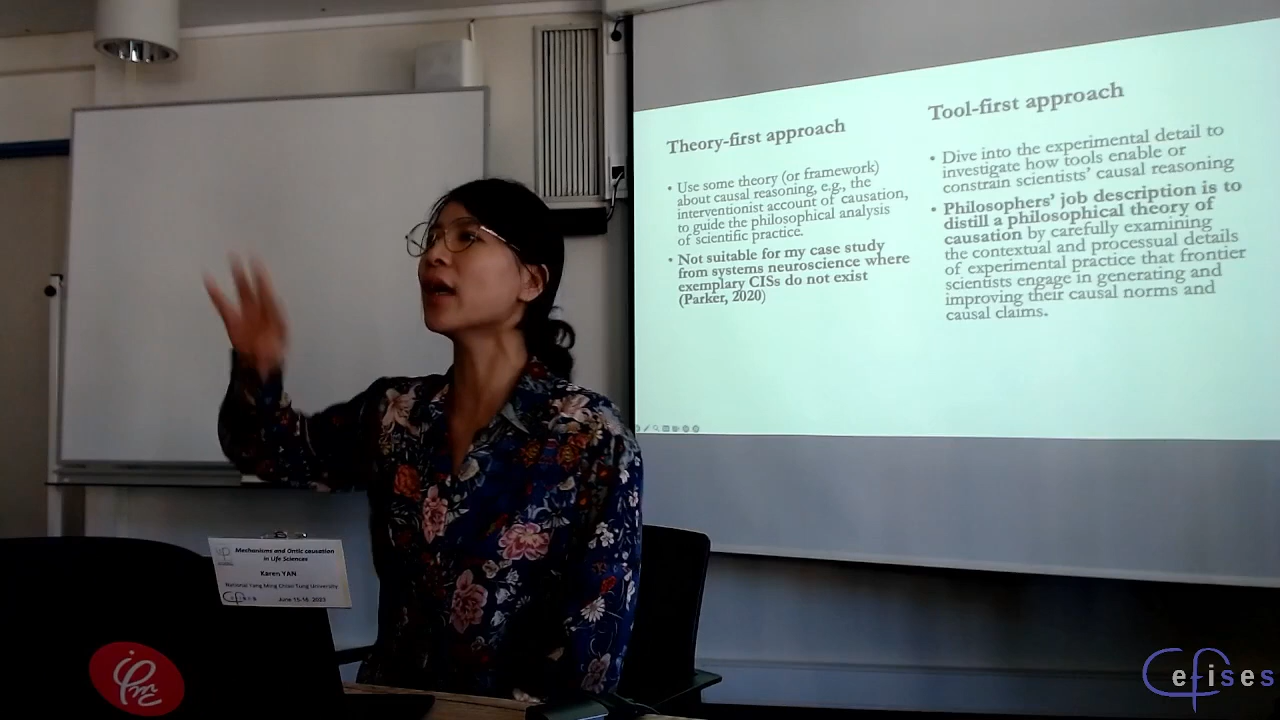 Theory-first approach
• Use some theory (or framework)
about causal reasoning, e.g., the
interventionist account of causation,
to guide the philosophical analysis
of scientific practice.
• Not suitable for my case study
from systems neuroscience where
exemplary CISs do not exist
(Parker, 2020)
Tool-first approach
• Dive into the experimental detail to
investigate how tools enable or
constrain scientists' causal reasoning
• Philosophers' job description is to
distill a philosophical theory of
causation by carefully examining
the contextual and processual details
of experimental practice that frontier
scientists engage in generating and
improving their causal norms and
causal claims.
Mechanisms and Ontic causation
in Life Sciences
Karen YAN
National Yang Ming Chiao Tung University
June 15-16, 2023
Cefises